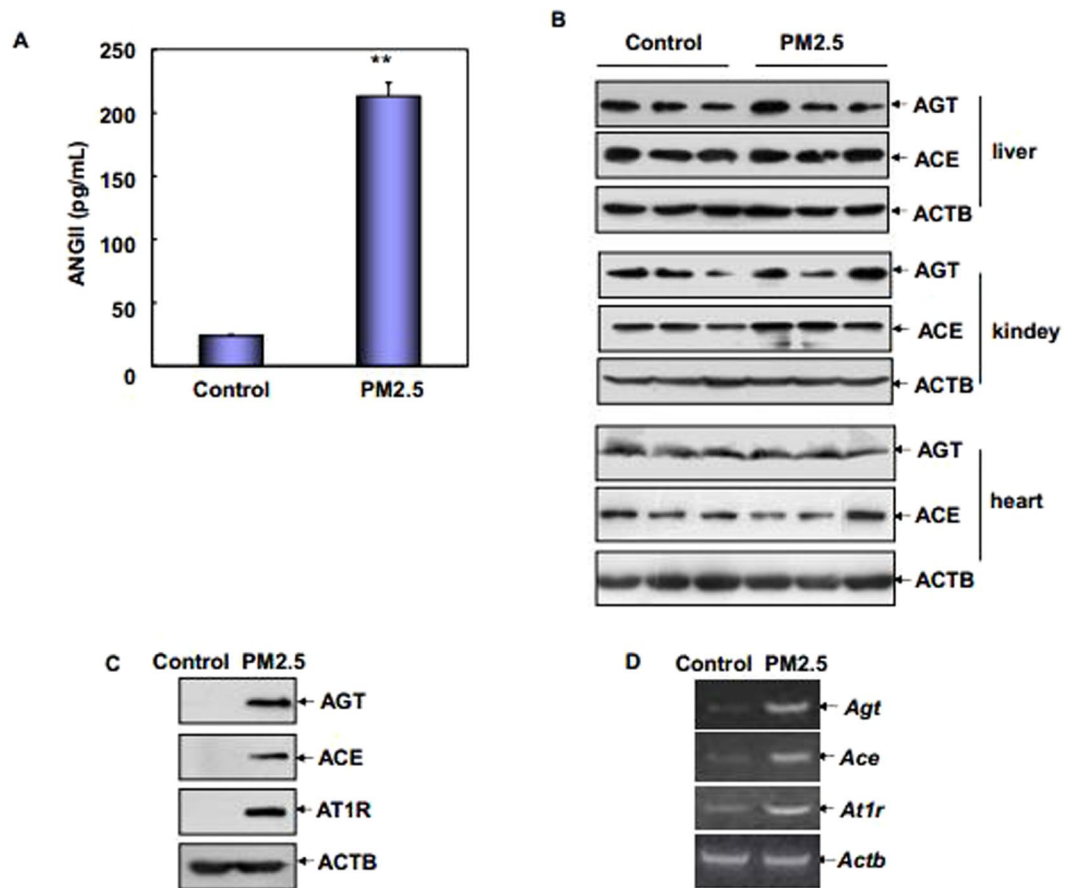 A
250
200
150
100
50
0
ANGII (pg/mL)
**
Control PM2.5
B
Control PM2.5
AGT
ACE
ACTB
liver
AGT
ACE
ACTB
kindey
AGT
ACE
ACTB
heart
C
Control PM2.5
AGT
ACE
AT1R
ACTB
D
Control PM2.5
Agt
Ace
At1r
Actb